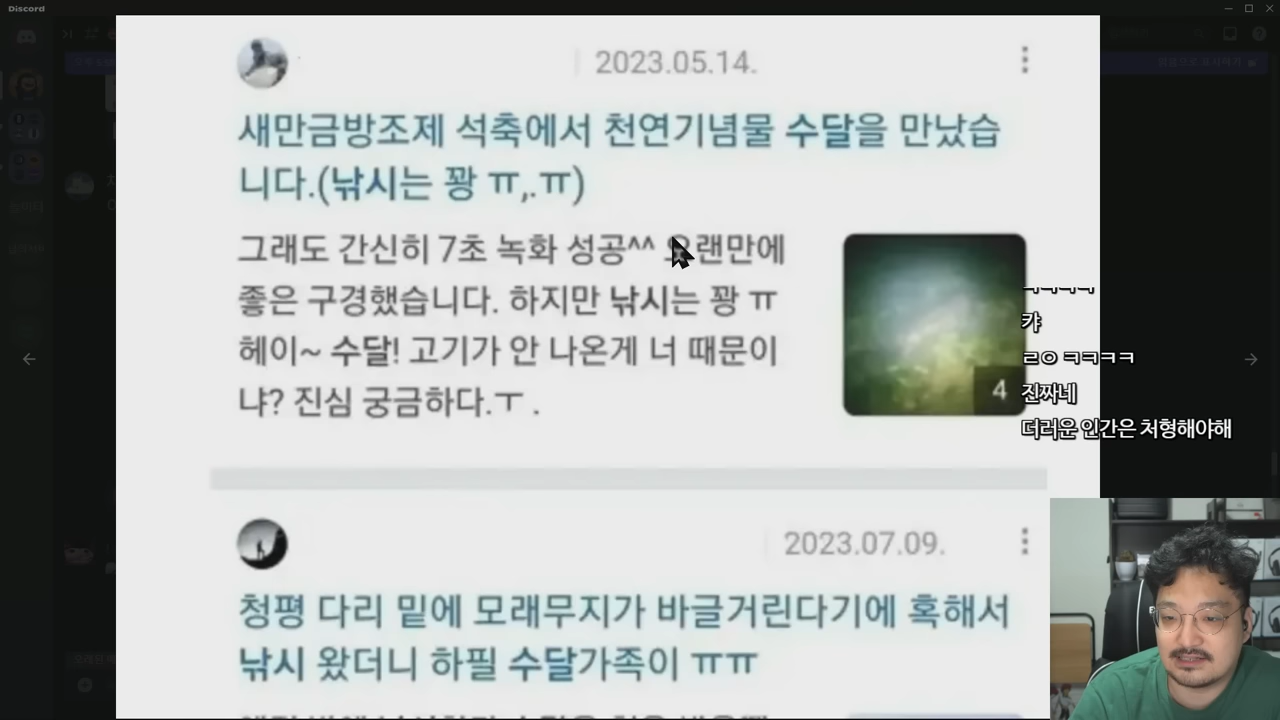 Discord
2023.05.14.
새만금방조제 석축에서 천연기념물 수달을 만났습
니다.(낚시는 꽝 ㅠ,.ㅠ)
그래도 간신히 7초 녹화 성공^^ 오랜만에
좋은 구경했습니다. 하지만 낚시는 꽝 ㅠ
헤이~ 수달! 고기가 안 나온게 너 때문이
냐? 진심 궁금하다.ㅜ .
4
캬
ㄹㅇ ㅋㅋㅋㅋ
진짜네
더러운 인간은 처형해야해
2023.07.09.
청평 다리 밑에 모래무지가 바글거린다기에 혹해서
낚시 왔더니 하필 수달가족이 ㅠㅠ